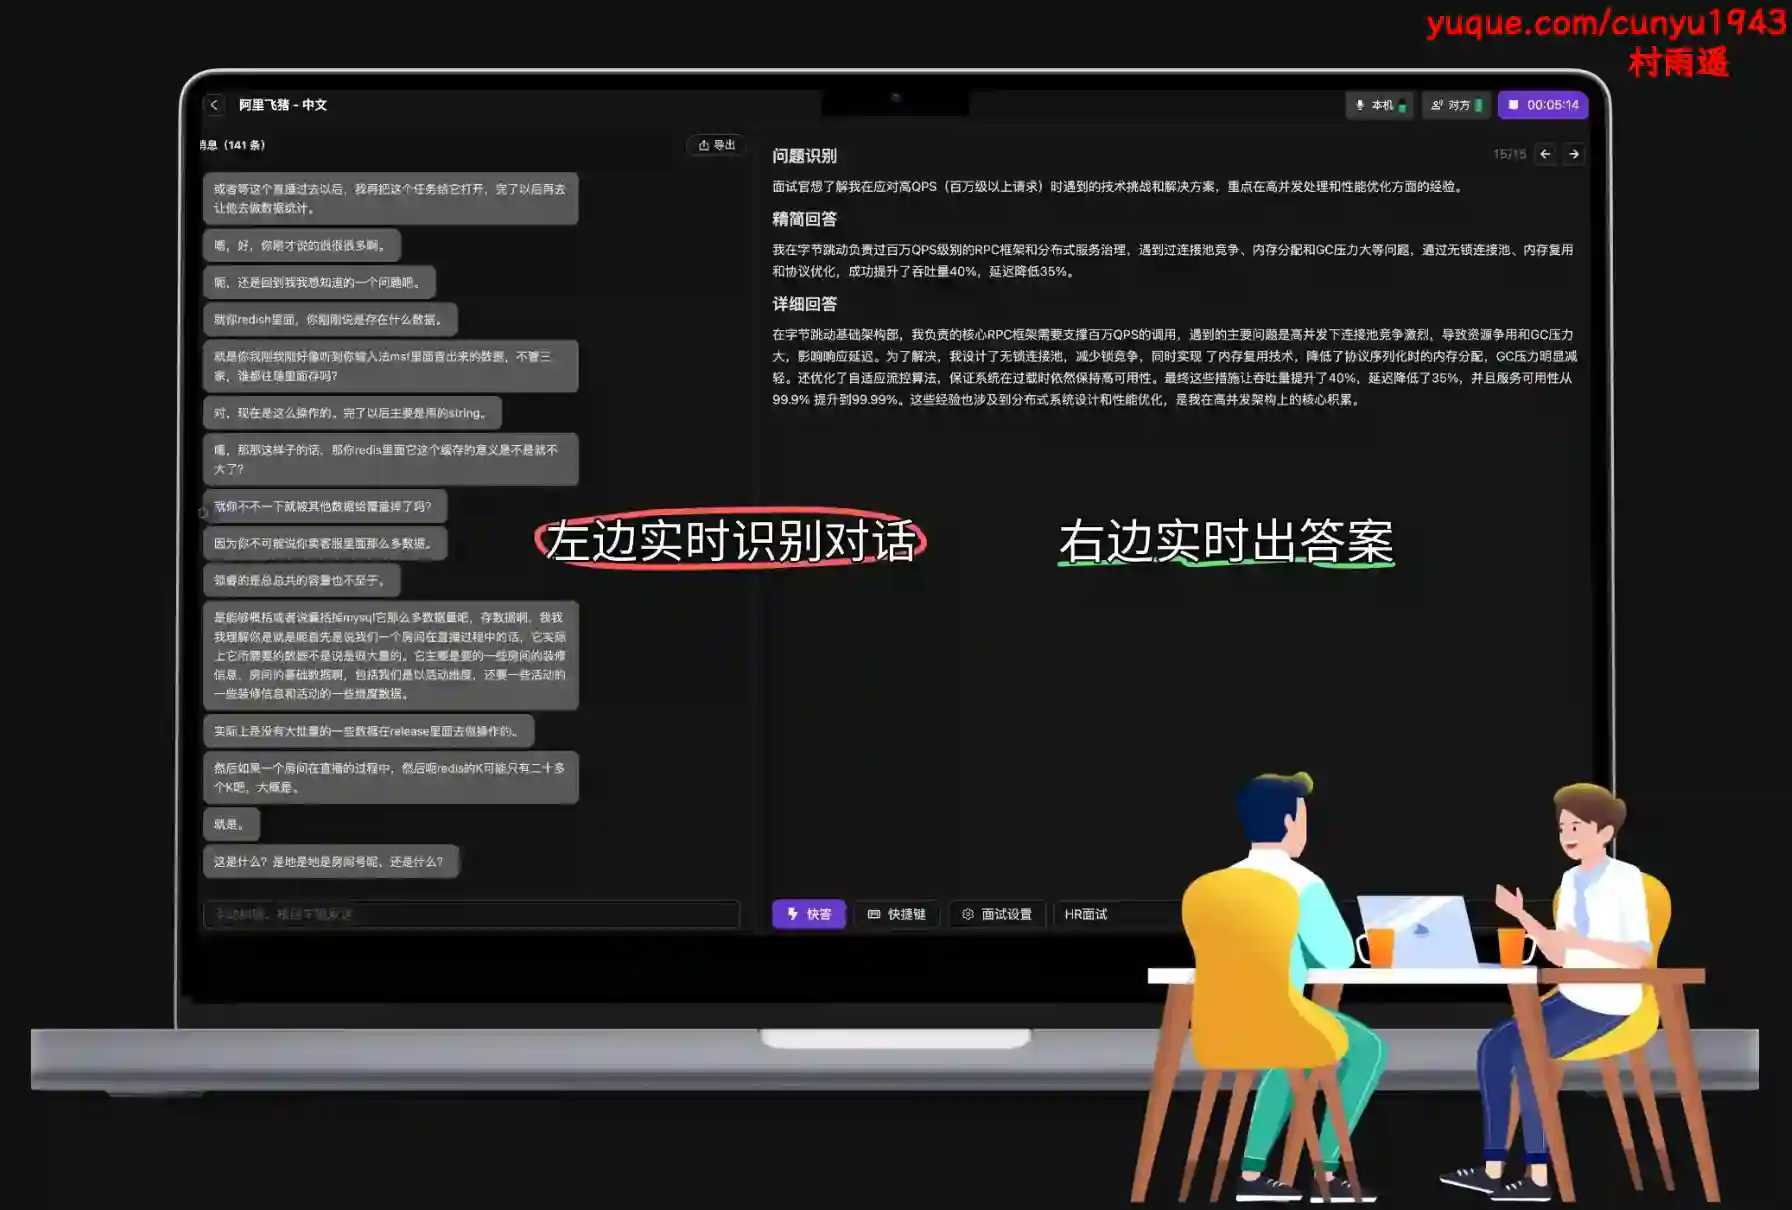 yuque.com/cunyu1943
村雨遥
阿里飞猪 - 中文
本机
对方
00:05:14
消息（141 条）
导出
或者等这个直播过去以后，我再把这个任务给它打开，完了以后再去
让他去做数据统计。
嗯，好，你刚才说的很很很多啊。
呃，还是回到我我想知道的一个问题吧。
就你redish里面，你刚刚说是存在什么数据。
就是你我刚我刚好像听到你输入法msf里面查出来的数据，不管三
家，谁都往瑞里面存吗？
对，现在是这么操作的。完了以后主要是用的string。
嗯，那那这样子的话，那你redis里面它这个缓存的意义是不是就不
大了？
就你不不一下就被其他数据给覆盖掉了吗？
因为你不可能说你卖客服里面那么多数据。
领睿的是总总共的容量也不至于。
是能够概括或者说囊括掉mysql它那么多数据量吧，存数据啊，我我
我理解你是就是呃首先是说我们一个房间在直播过程中的话，它实际
上它所需要的数据不是说是很大量的。它主要是要的一些房间的装修
信息，房间的基础数据啊，包括我们是以活动维度，还要一些活动的
一些装修信息和活动的一些维度数据。
实际上是没有大批量的一些数据在release里面去做操作的。
然后如果一个房间在直播的过程中，然后呃redis的K可能只有二十多
个K吧，大概是。
就是。
这是什么？是地是地是房间号呢，还是什么？
问题识别
15/15
面试官想了解我在应对高QPS（百万级以上请求）时遇到的技术挑战和解决方案，重点在高并发处理和性能优化方面的经验。
精简回答
我在字节跳动负责过百万QPS级别的RPC框架和分布式服务治理，遇到过连接池竞争、内存分配和GC压力大等问题，通过无锁连接池、内存复用
和协议优化，成功提升了吞吐量40%，延迟降低35%。
详细回答
在字节跳动基础架构部，我负责的核心RPC框架需要支撑百万QPS的调用，遇到的主要问题是高并发下连接池竞争激烈，导致资源争用和GC压力
大，影响响应延迟。为了解决，我设计了无锁连接池，减少锁竞争，同时实现 了内存复用技术，降低了协议序列化时的内存分配，GC压力明显减
轻。还优化了自适应流控算法，保证系统在过载时依然保持高可用性。最终这些措施让吞吐量提升了40%，延迟降低了35%，并且服务可用性从
99.9% 提升到99.99%。这些经验也涉及到分布式系统设计和性能优化，是我在高并发架构上的核心积累。
左边实时识别对话
右边实时出答案
快答
快捷键
面试设置
HR面试